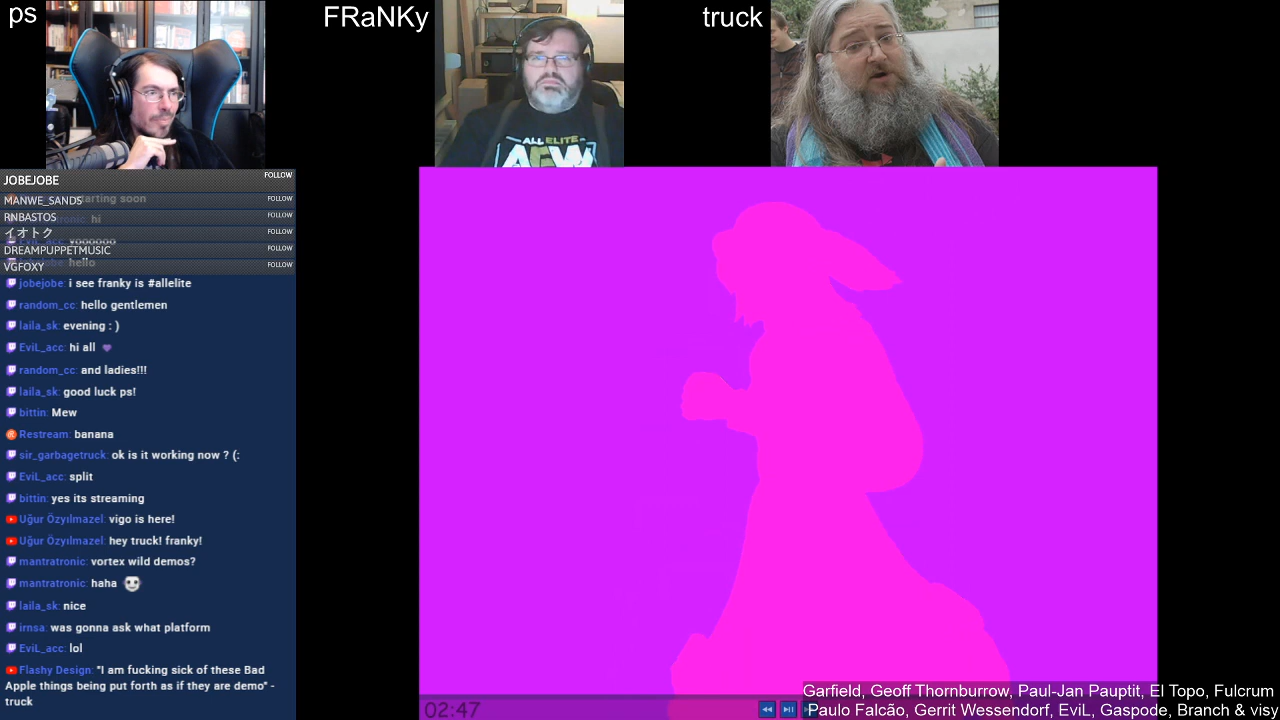 ps
FRaNKy
truck
ALL ELITE
AEW
JOBEJOBE FOLLOW
MANWE_SANDS FOLLOW
RNBASTOS FOLLOW
イオトク FOLLOW
DREAMPUPPETMUSIC FOLLOW
VGFOXY FOLLOW
jobejobe: i see franky is #allelite
random_cc: hello gentlemen
laila_sk: evening : )
EviL_acc: hi all
random_cc: and ladies!!!
laila_sk: good luck ps!
bittin: Mew
Restream: banana
sir_garbagetruck: ok is it working now ? (:
EviL_acc: split
bittin: yes its streaming
Uğur Özyılmazel: vigo is here!
Uğur Özyılmazel: hey truck! franky!
mantratronic: vortex wild demos?
mantratronic: haha
laila_sk: nice
irnsa: was gonna ask what platform
EviL_acc: lol
Flashy Design: "I am fucking sick of these Bad
Apple things being put forth as if they are demo" -
truck
02:47
Garfield, Geoff Thornburrow, Paul-Jan Pauptit, El Topo, Fulcrum
Paulo Falcão, Gerrit Wessendorf, EviL, Gaspode, Branch & visy